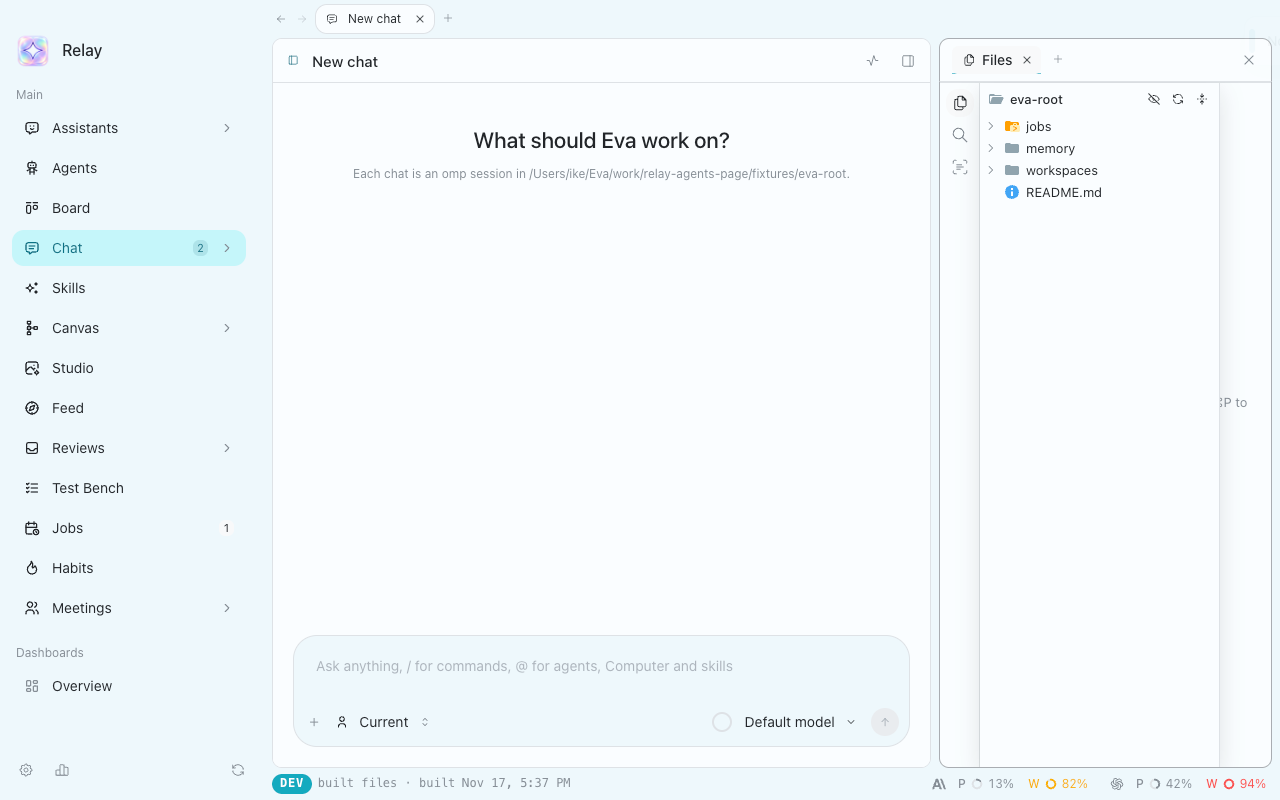 Relay
Main
Assistants
Agents
Board
Chat 2
Skills
Canvas
Studio
Feed
Reviews
Test Bench
Jobs 1
Habits
Meetings
Dashboards
Overview
New chat
New chat
What should Eva work on?
Each chat is an omp session in /Users/ike/Eva/work/relay-agents-page/fixtures/eva-root.
Ask anything, / for commands, @ for agents, Computer and skills
Current
Default model
Files
eva-root
jobs
memory
workspaces
README.md
⌘P to
DEV built files · built Nov 17, 5:37 PM
P 13% W 82% P 42% W 94%